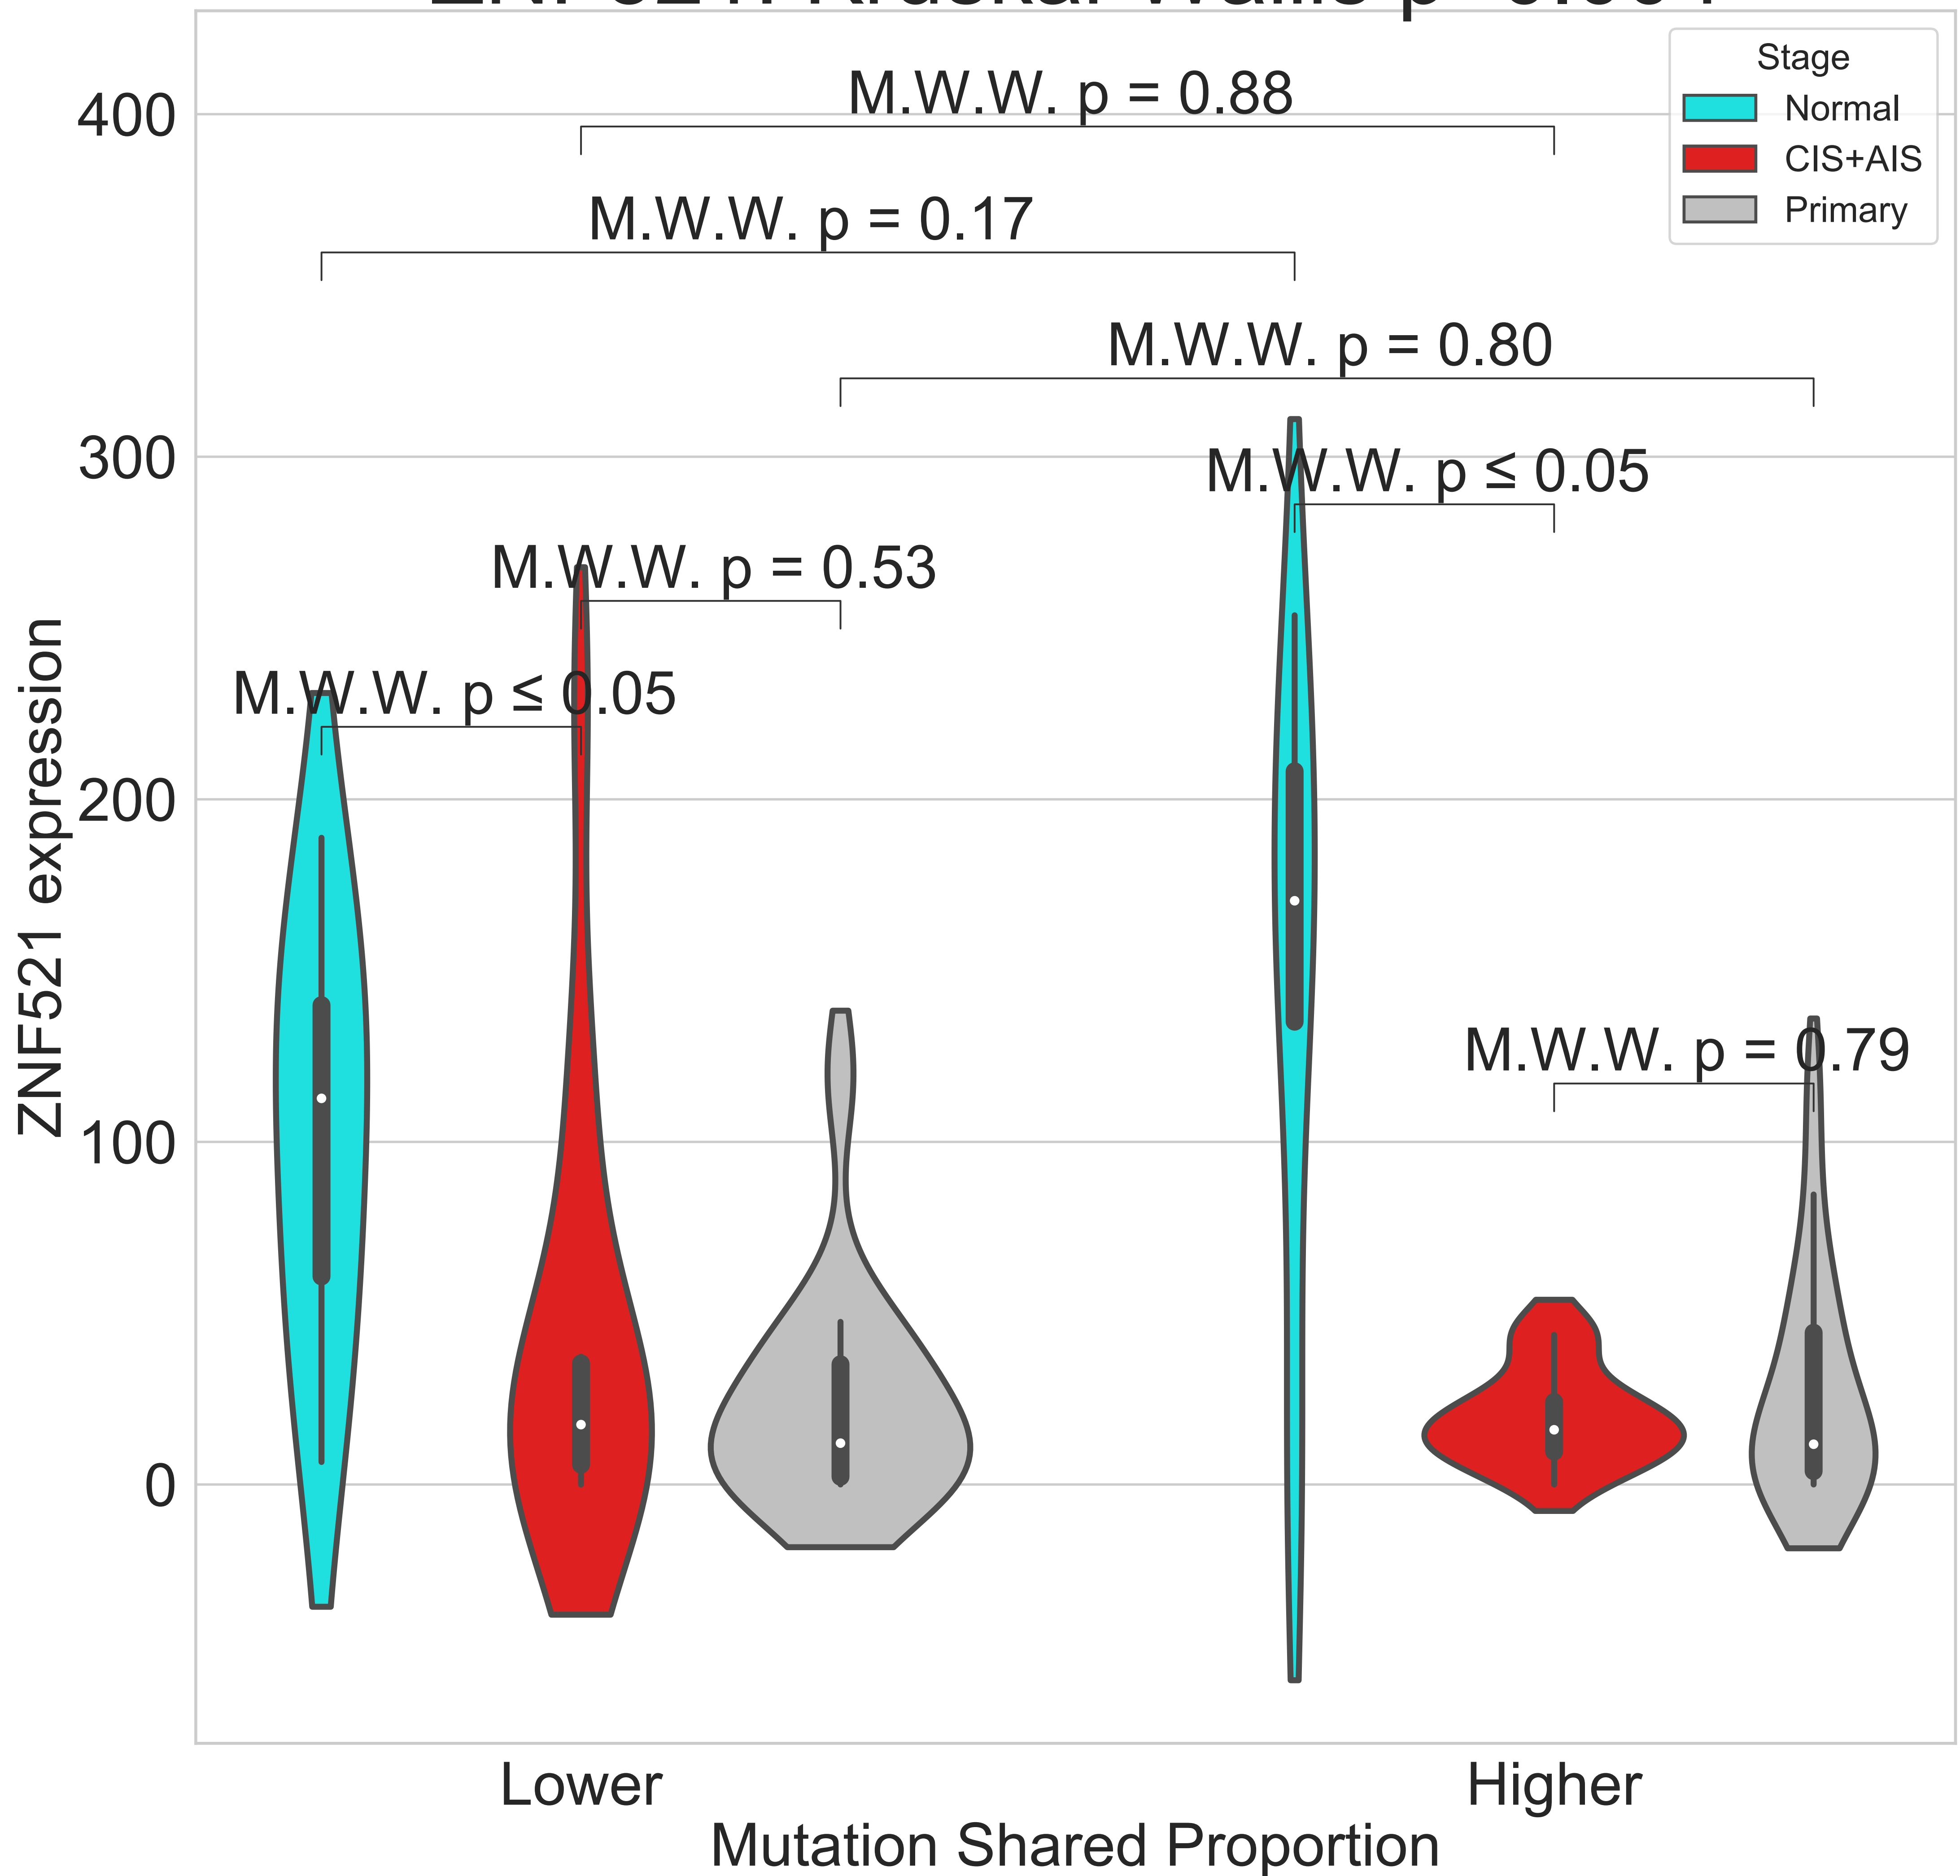 Stage
Normal
CIS+AIS
Primary
M.W.W. p = 0.88
M.W.W. p = 0.17
M.W.W. p = 0.80
M.W.W. p ≤ 0.05
M.W.W. p = 0.53
M.W.W. p ≤ 0.05
M.W.W. p = 0.79
400
300
200
100
0
ZNF521 expression
Lower
Higher
Mutation Shared Proportion